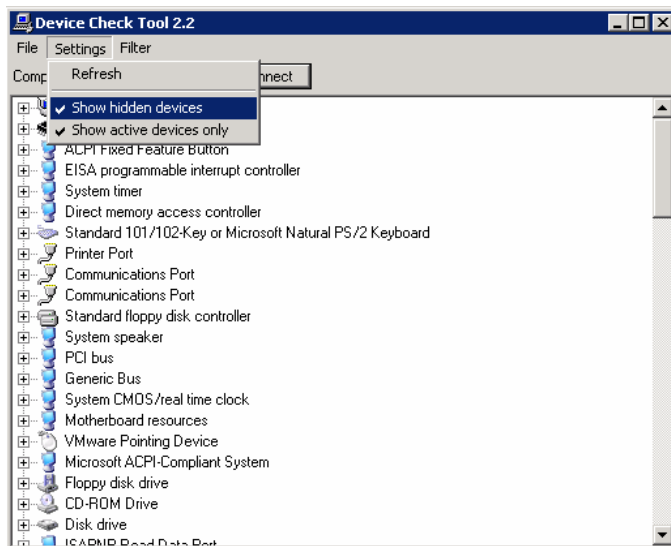 Device Check Tool 2.2
File Settings Filter
Refresh
Show hidden devices
Show active devices only
ACPI Fixed Feature Button
EISA programmable interrupt controller
System timer
Direct memory access controller
Standard 101/102-Key or Microsoft Natural PS/2 Keyboard
Printer Port
Communications Port
Communications Port
Standard floppy disk controller
System speaker
PCI bus
Generic Bus
System CMOS/real time clock
Motherboard resources
VMware Pointing Device
Microsoft ACPI-Compliant System
Floppy disk drive
CD-ROM Drive
Disk drive
ISAPNP Read Data Port